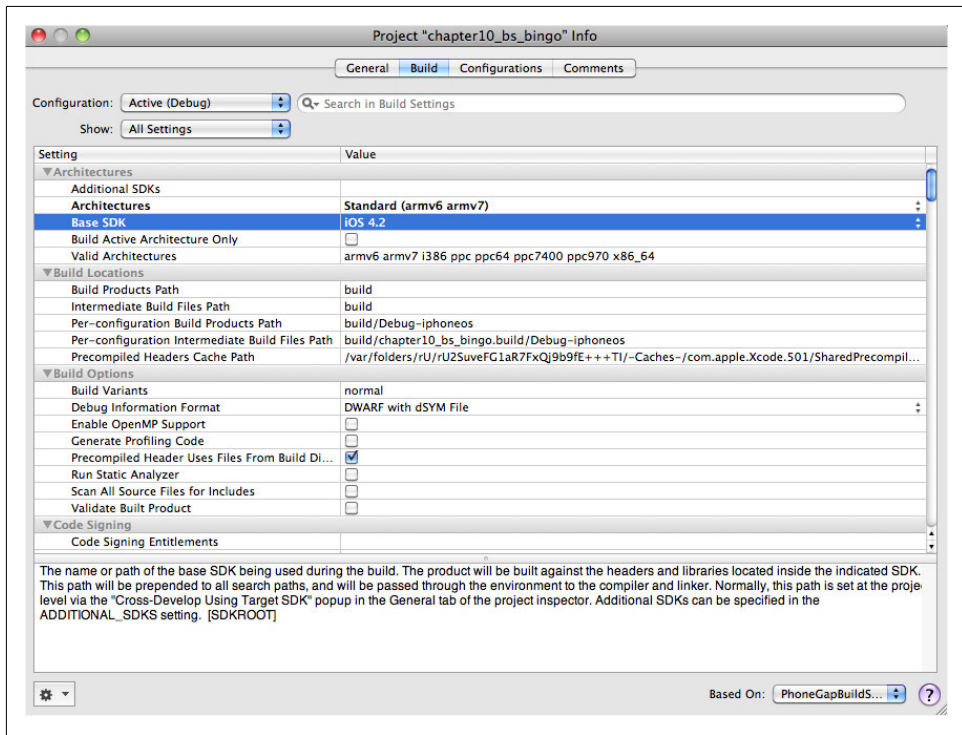 Project "chapter10_bs_bingo" Info
General Build Configurations Comments
Configuration: Active (Debug) Search in Build Settings
Show: All Settings
Setting Value
Architectures
Additional SDKs
Architectures Standard (armv6 armv7)
Base SDK iOS 4.2
Build Active Architecture Only
Valid Architectures armv6 armv7 i386 ppc ppc64 ppc7400 ppc970 x86_64
Build Locations
Build Products Path build
Intermediate Build Files Path build
Per-configuration Build Products Path build/Debug-iphoneos
Per-configuration Intermediate Build Files Path build/chapter10_bs_bingo.build/Debug-iphoneos
Precompiled Headers Cache Path /var/folders/rU/rU2SuveFG1aR7FxQj9b9fE+++TI/-Caches-/com.apple.Xcode.501/SharedPrecompil...
Build Options
Build Variants normal
Debug Information Format DWARF with dSYM File
Enable OpenMP Support
Generate Profiling Code
Precompiled Header Uses Files From Build Di...
Run Static Analyzer
Scan All Source Files for Includes
Validate Built Product
Code Signing
Code Signing Entitlements
The name or path of the base SDK being used during the build. The product will be built against the headers and libraries located inside the indicated SDK.
This path will be prepended to all search paths, and will be passed through the environment to the compiler and linker. Normally, this path is set at the proje
level via the "Cross-Develop Using Target SDK" popup in the General tab of the project inspector. Additional SDKs can be specified in the
ADDITIONAL_SDKS setting. [SDKROOT]
Based On: PhoneGapBuildS... ?